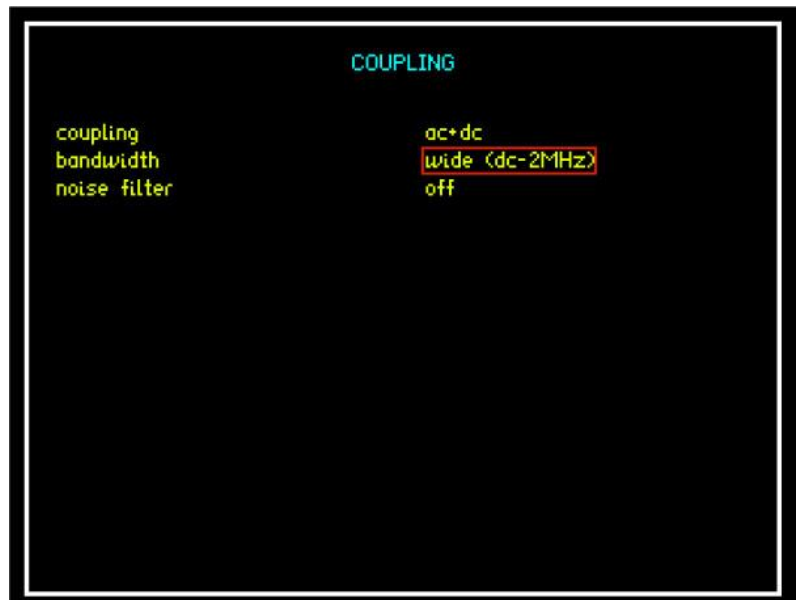 COUPLING
coupling ac+dc
bandwidth wide (dc-2MHz)
noise filter off